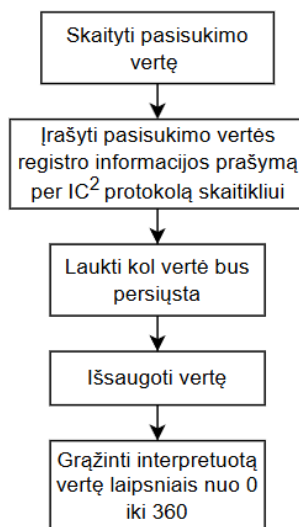 Skaityti pasisukimo
vertę
Įrašyti pasisukimo vertės
registro informacijos prašymą
per IC² protokolą skaitikliui
Laukti kol vertė bus
persiųsta
Išsaugoti vertę
Grąžinti interpretuotą
vertę laipsniais nuo 0
iki 360